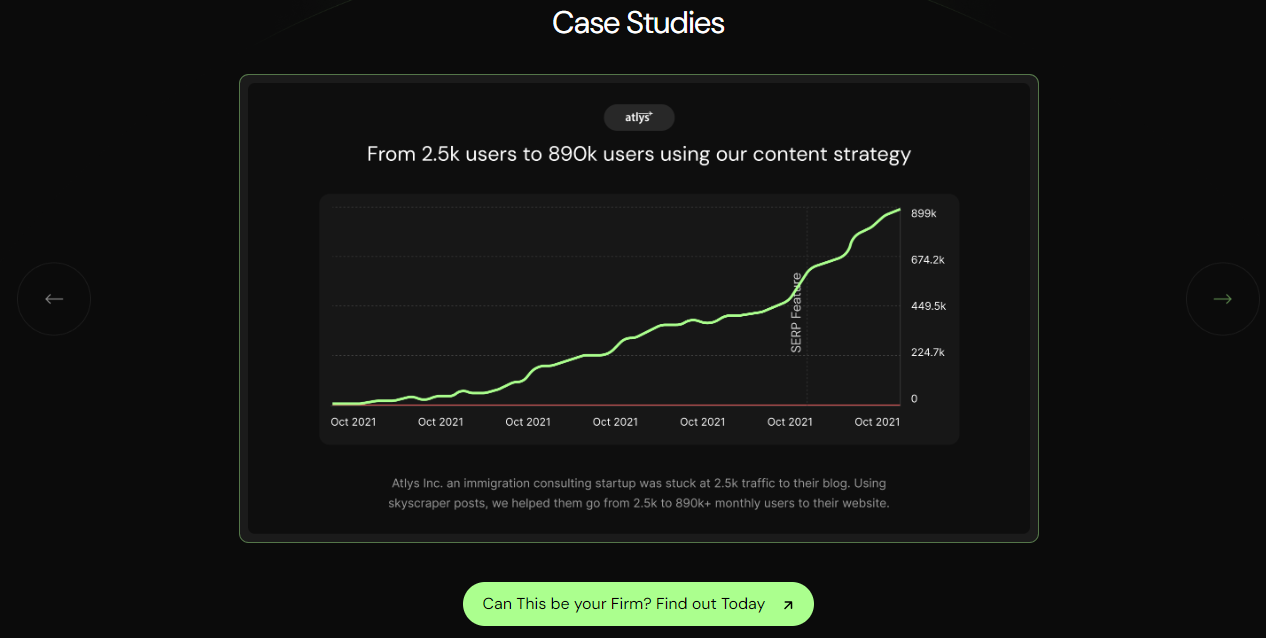 Case Studies
atlys+
From 2.5k users to 890k users using our content strategy
899k
674.2k
449.5k
224.7k
0
SERP Feature
Oct 2021 Oct 2021 Oct 2021 Oct 2021 Oct 2021 Oct 2021 Oct 2021
Atlys Inc. an immigration consulting startup was stuck at 2.5k traffic to their blog. Using
skyscraper posts, we helped them go from 2.5k to 890k+ monthly users to their website.
Can This be your Firm? Find out Today